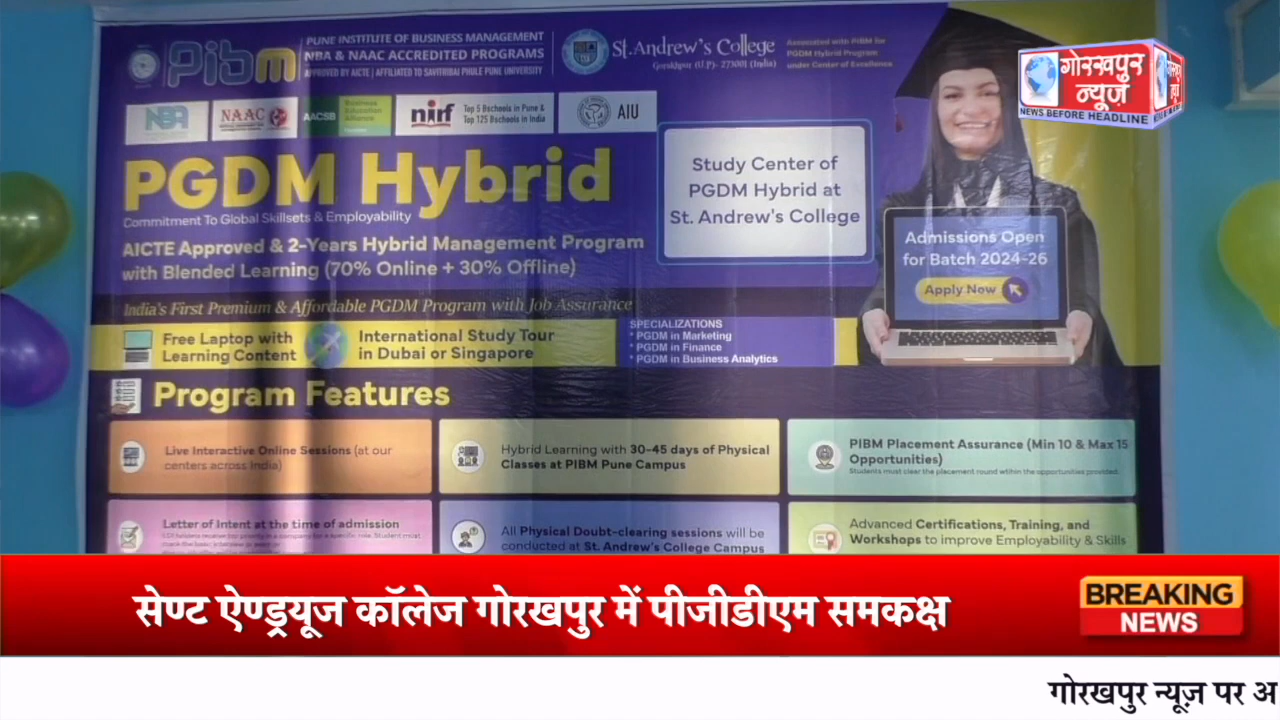 Pibm
PUNE INSTITUTE OF BUSINESS MANAGEMENT
NBA & NAAC ACCREDITED PROGRAMS
APPROVED BY AICTE | AFFILIATED TO SAVITRIBAI PHULE PUNE UNIVERSITY
St. Andrew's College
Gorakhpur (U.P)- 273001 (India)
Associated with PIBM for
PGDM Hybrid Program
under Center of Excellence
गोरखपुर
न्यूज़
NEWS BEFORE HEADLINE
NBA
NAAC
AACSB
Business
Education
Alliance
nirf
Top 5 Bschools in Pune &
Top 125 Bschools in India
AIU
PGDM Hybrid
Commitment To Global Skillsets & Employability
AICTE Approved & 2-Years Hybrid Management Program
with Blended Learning (70% Online + 30% Offline)
Study Center of
PGDM Hybrid at
St. Andrew's College
Admissions Open
for Batch 2024-26
Apply Now
India's First Premium & Affordable PGDM Program with Job Assurance
Free Laptop with
Learning Content
International Study Tour
in Dubai or Singapore
SPECIALIZATIONS
* PGDM in Marketing
* PGDM in Finance
* PGDM in Business Analytics
Program Features
Live Interactive Online Sessions (at our
centers across India)
Hybrid Learning with 30-45 days of Physical
Classes at PIBM Pune Campus
PIBM Placement Assurance (Min 10 & Max 15
Opportunities)
Students must clear the placement round within the opportunities provided.
Letter of Intent at the time of admission
All Physical Doubt-clearing sessions will be
conducted at St. Andrew's College Campus
Advanced Certifications, Training, and
Workshops to improve Employability & Skills
सेण्ट ऐण्ड्रयूज कॉलेज गोरखपुर में पीजीडीएम समकक्ष
BREAKING
NEWS
गोरखपुर न्यूज़ पर अ